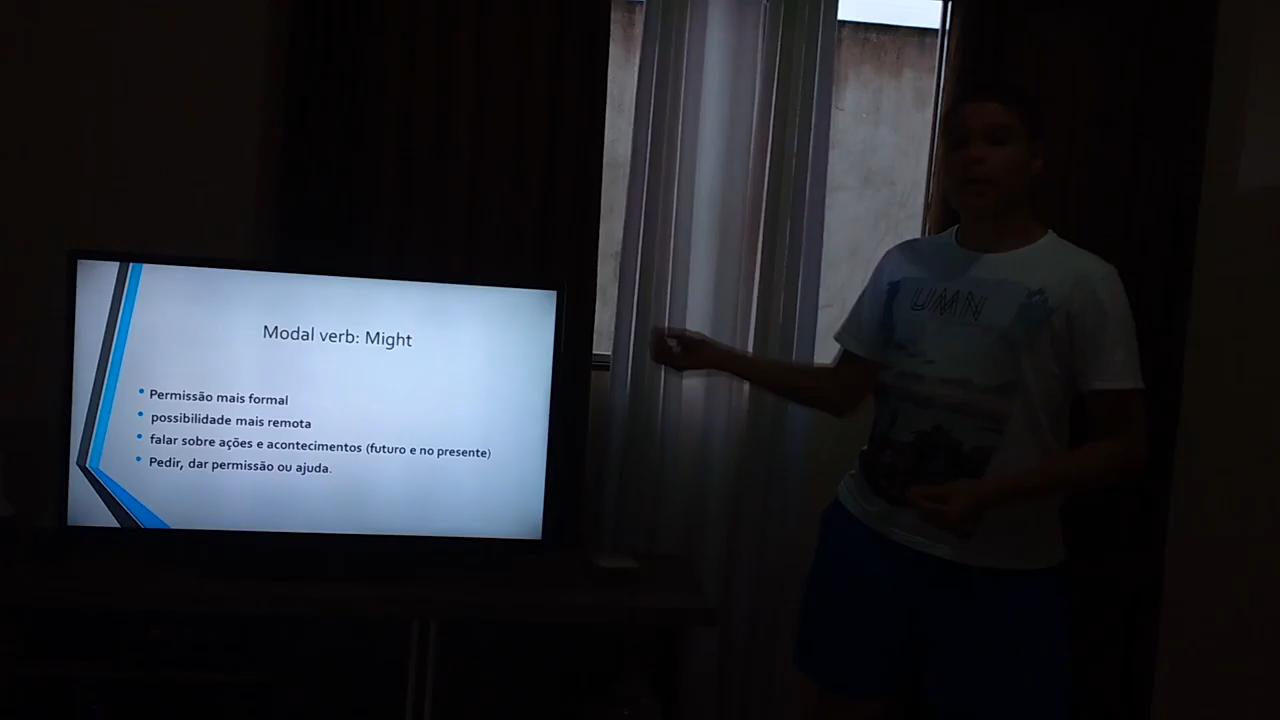 Modal verb: Might
• Permissão mais formal
• possibilidade mais remota
• falar sobre ações e acontecimentos (futuro e no presente)
• Pedir, dar permissão ou ajuda.
UMN